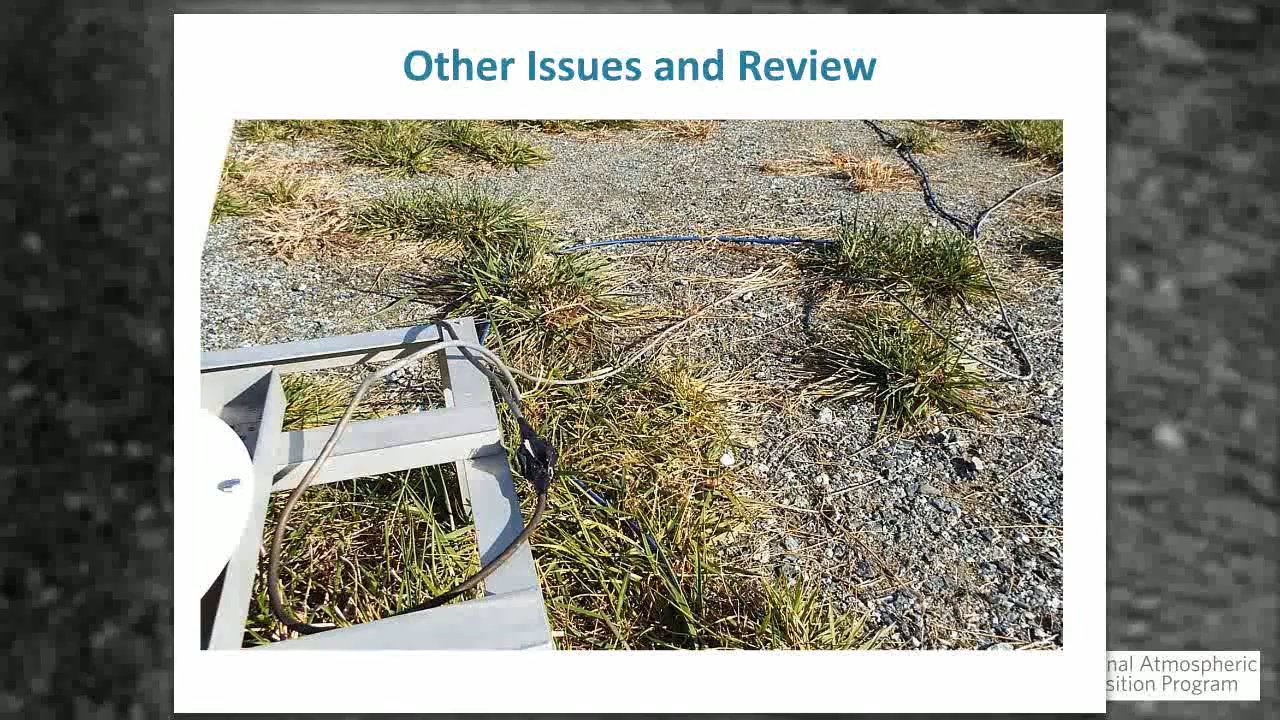 Other Issues and Review
nal Atmospheric
sition Program